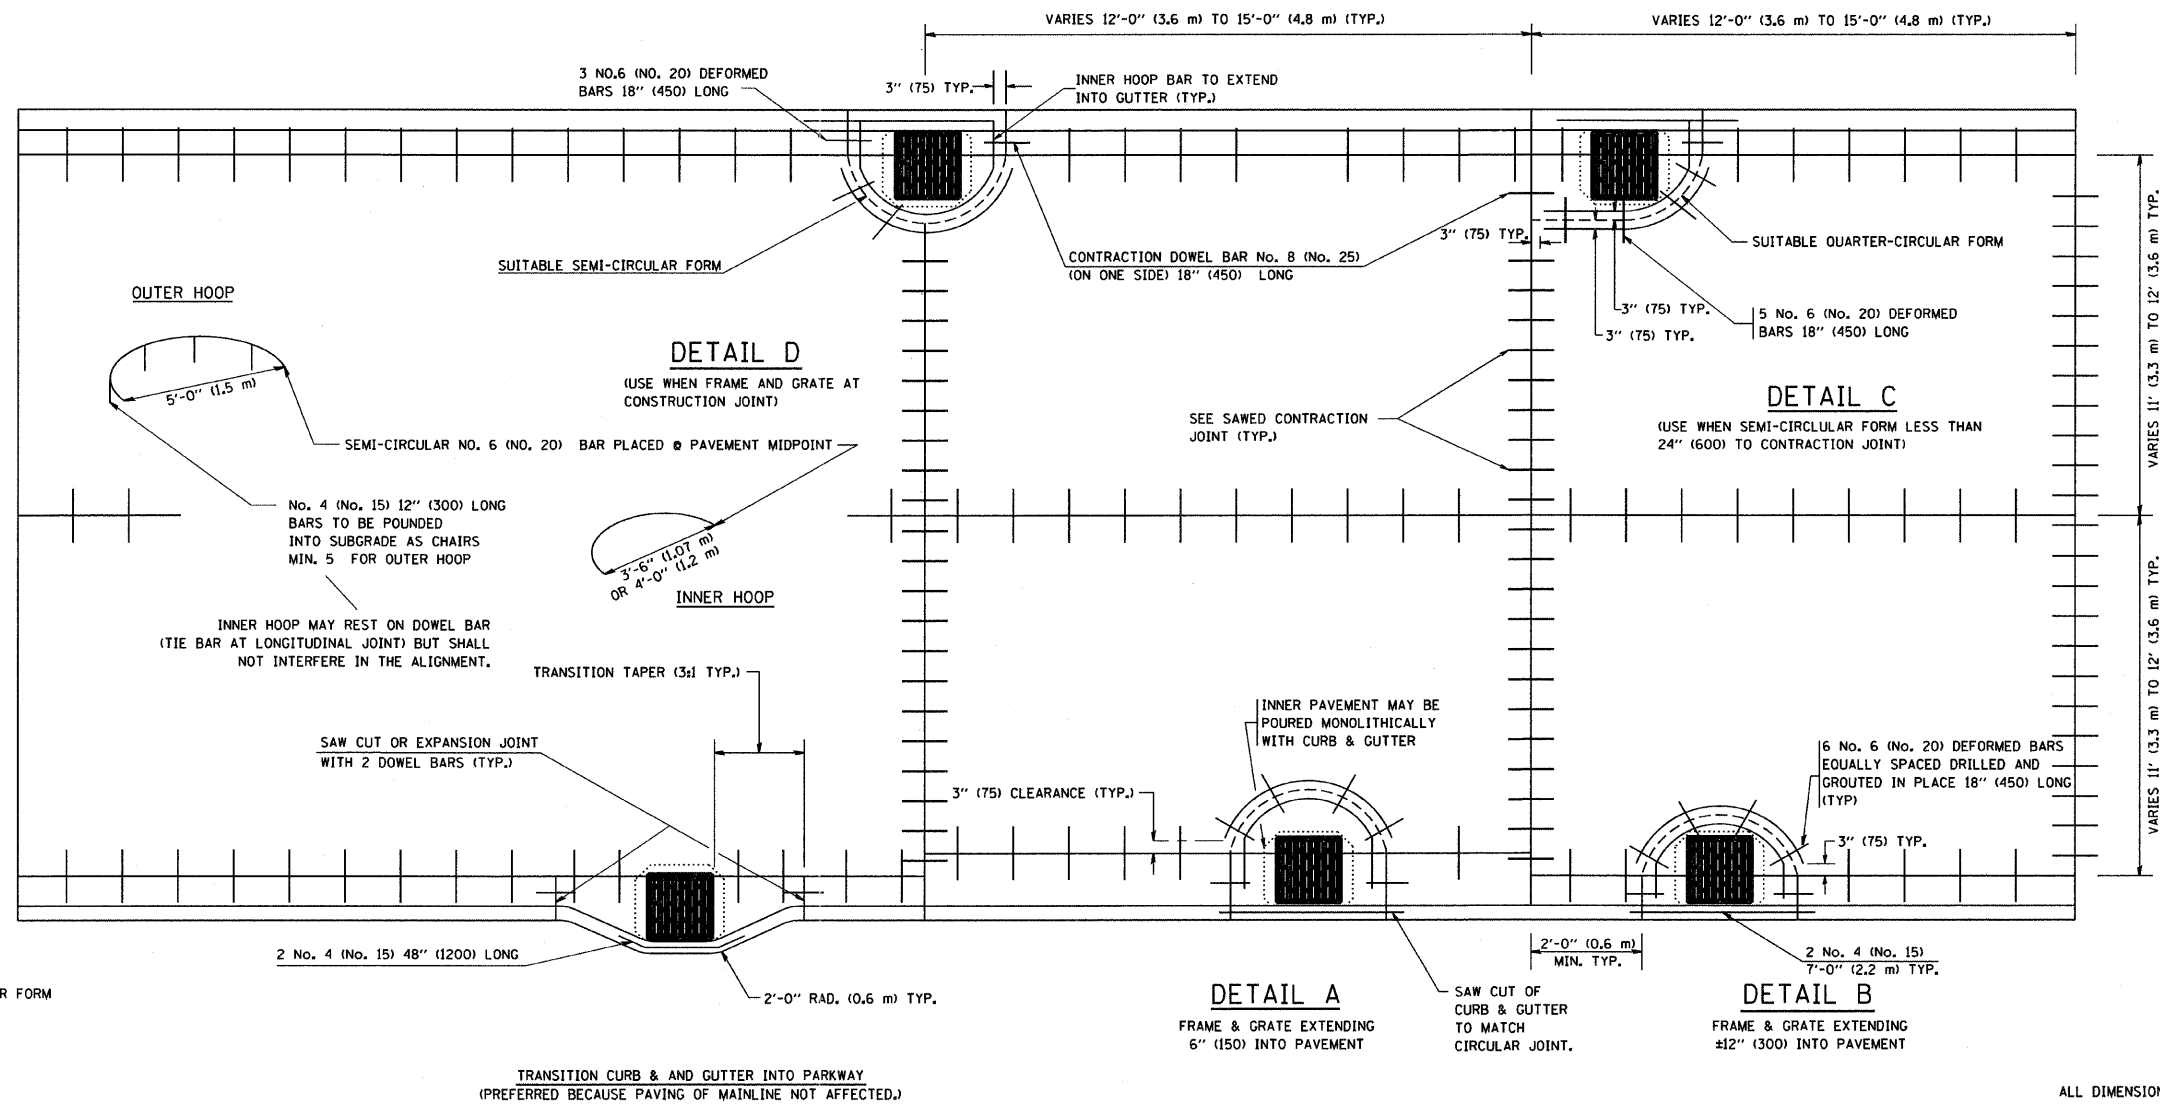 VARIES 12'-0" (3.6 m) TO 15'-0" (4.8 m) (TYP.)
VARIES 12'-0" (3.6 m) TO 15'-0" (4.8 m) (TYP.)
3 NO.6 (NO. 20) DEFORMED
BARS 18" (450) LONG
3" (75) TYP.
INNER HOOP BAR TO EXTEND
INTO GUTTER (TYP.)
SUITABLE SEMI-CIRCULAR FORM
CONTRACTION DOWEL BAR No. 8 (No. 25)
(ON ONE SIDE) 18" (450) LONG
3" (75) TYP.
SUITABLE QUARTER-CIRCULAR FORM
3" (75) TYP.
3" (75) TYP.
5 No. 6 (No. 20) DEFORMED
BARS 18" (450) LONG
VARIES 11' (3.3 m) TO 12' (3.6 m) TYP.
OUTER HOOP
5'-0" (1.5 m)
DETAIL D
(USE WHEN FRAME AND GRATE AT
CONSTRUCTION JOINT)
SEMI-CIRCULAR NO. 6 (NO. 20) BAR PLACED @ PAVEMENT MIDPOINT
SEE SAWED CONTRACTION
JOINT (TYP.)
DETAIL C
(USE WHEN SEMI-CIRCLULAR FORM LESS THAN
24" (600) TO CONTRACTION JOINT)
No. 4 (No. 15) 12" (300) LONG
BARS TO BE POUNDED
INTO SUBGRADE AS CHAIRS
MIN. 5 FOR OUTER HOOP
3'-6" (1.07 m)
OR 4'-0" (1.2 m)
INNER HOOP
INNER HOOP MAY REST ON DOWEL BAR
(TIE BAR AT LONGITUDINAL JOINT) BUT SHALL
NOT INTERFERE IN THE ALIGNMENT.
TRANSITION TAPER (3:1 TYP.)
SAW CUT OR EXPANSION JOINT
WITH 2 DOWEL BARS (TYP.)
INNER PAVEMENT MAY BE
POURED MONOLITHICALLY
WITH CURB & GUTTER
3" (75) CLEARANCE (TYP.)
6 No. 6 (No. 20) DEFORMED BARS
EQUALLY SPACED DRILLED AND
GROUTED IN PLACE 18" (450) LONG
(TYP)
3" (75) TYP.
VARIES 11' (3.3 m) TO 12' (3.6 m) TYP.
2 No. 4 (No. 15) 48" (1200) LONG
2'-0" RAD. (0.6 m) TYP.
2'-0" (0.6 m)
MIN. TYP.
2 No. 4 (No. 15)
7'-0" (2.2 m) TYP.
R FORM
DETAIL A
FRAME & GRATE EXTENDING
6" (150) INTO PAVEMENT
SAW CUT OF
CURB & GUTTER
TO MATCH
CIRCULAR JOINT.
DETAIL B
FRAME & GRATE EXTENDING
±12" (300) INTO PAVEMENT
TRANSITION CURB & AND GUTTER INTO PARKWAY
(PREFERRED BECAUSE PAVING OF MAINLINE NOT AFFECTED.)
ALL DIMENSION